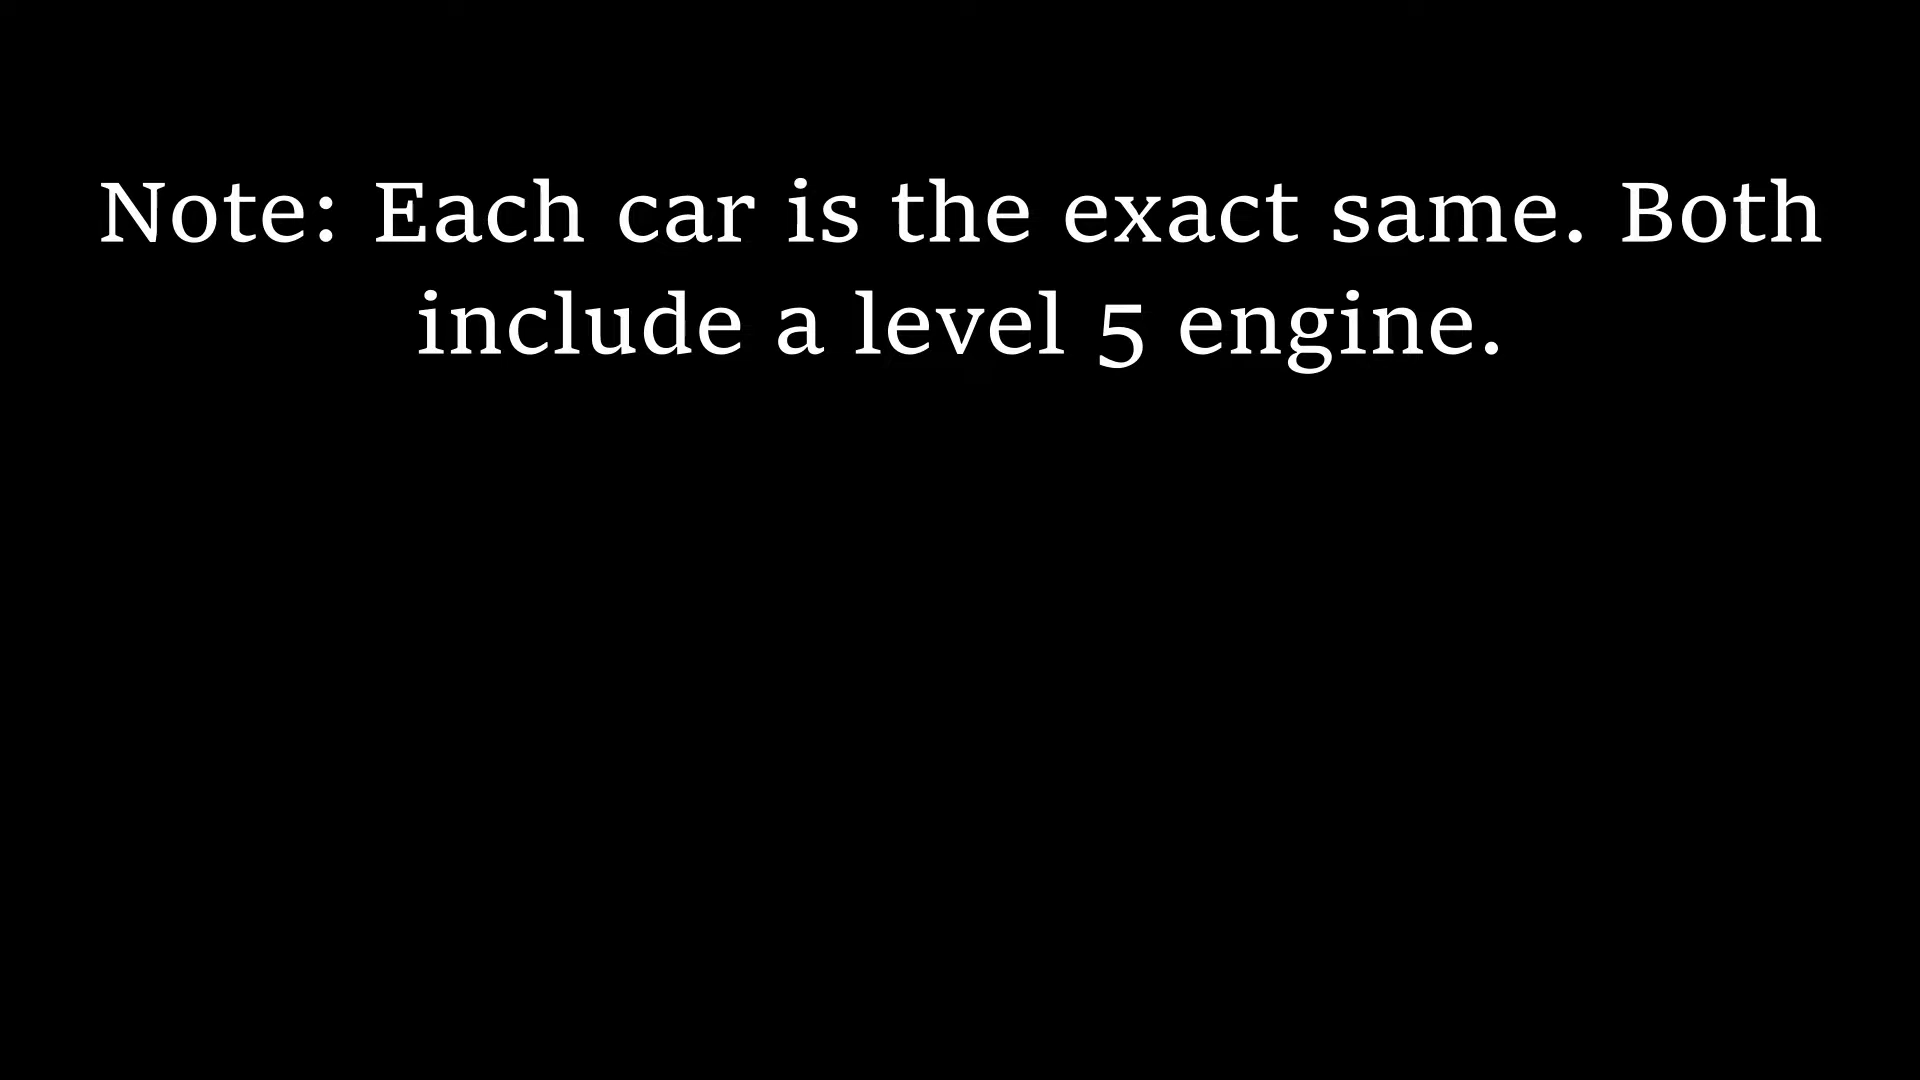 Note: Each car is the exact same. Both
include a level 5 engine.